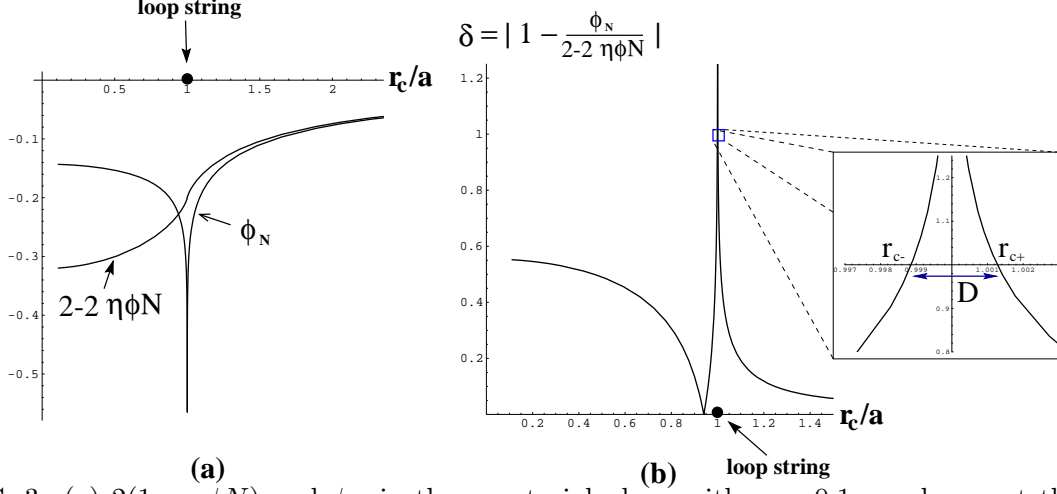 loop string
r_c/a
0.5 1 1.5 2
-0.1
-0.2
-0.3
-0.4
-0.5
ϕ_N
2-2 ηϕN
(a)
δ = | 1 − ϕ_N / 2-2 ηϕN |
1.2
1
0.8
0.6
0.4
0.2
0.2 0.4 0.6 0.8 1 1.2 1.4
r_c/a
loop string
(b)
1.2
1.1
0.9
0.8
r_c- r_c+
0.997 0.998 0.999 1.001 1.002
D